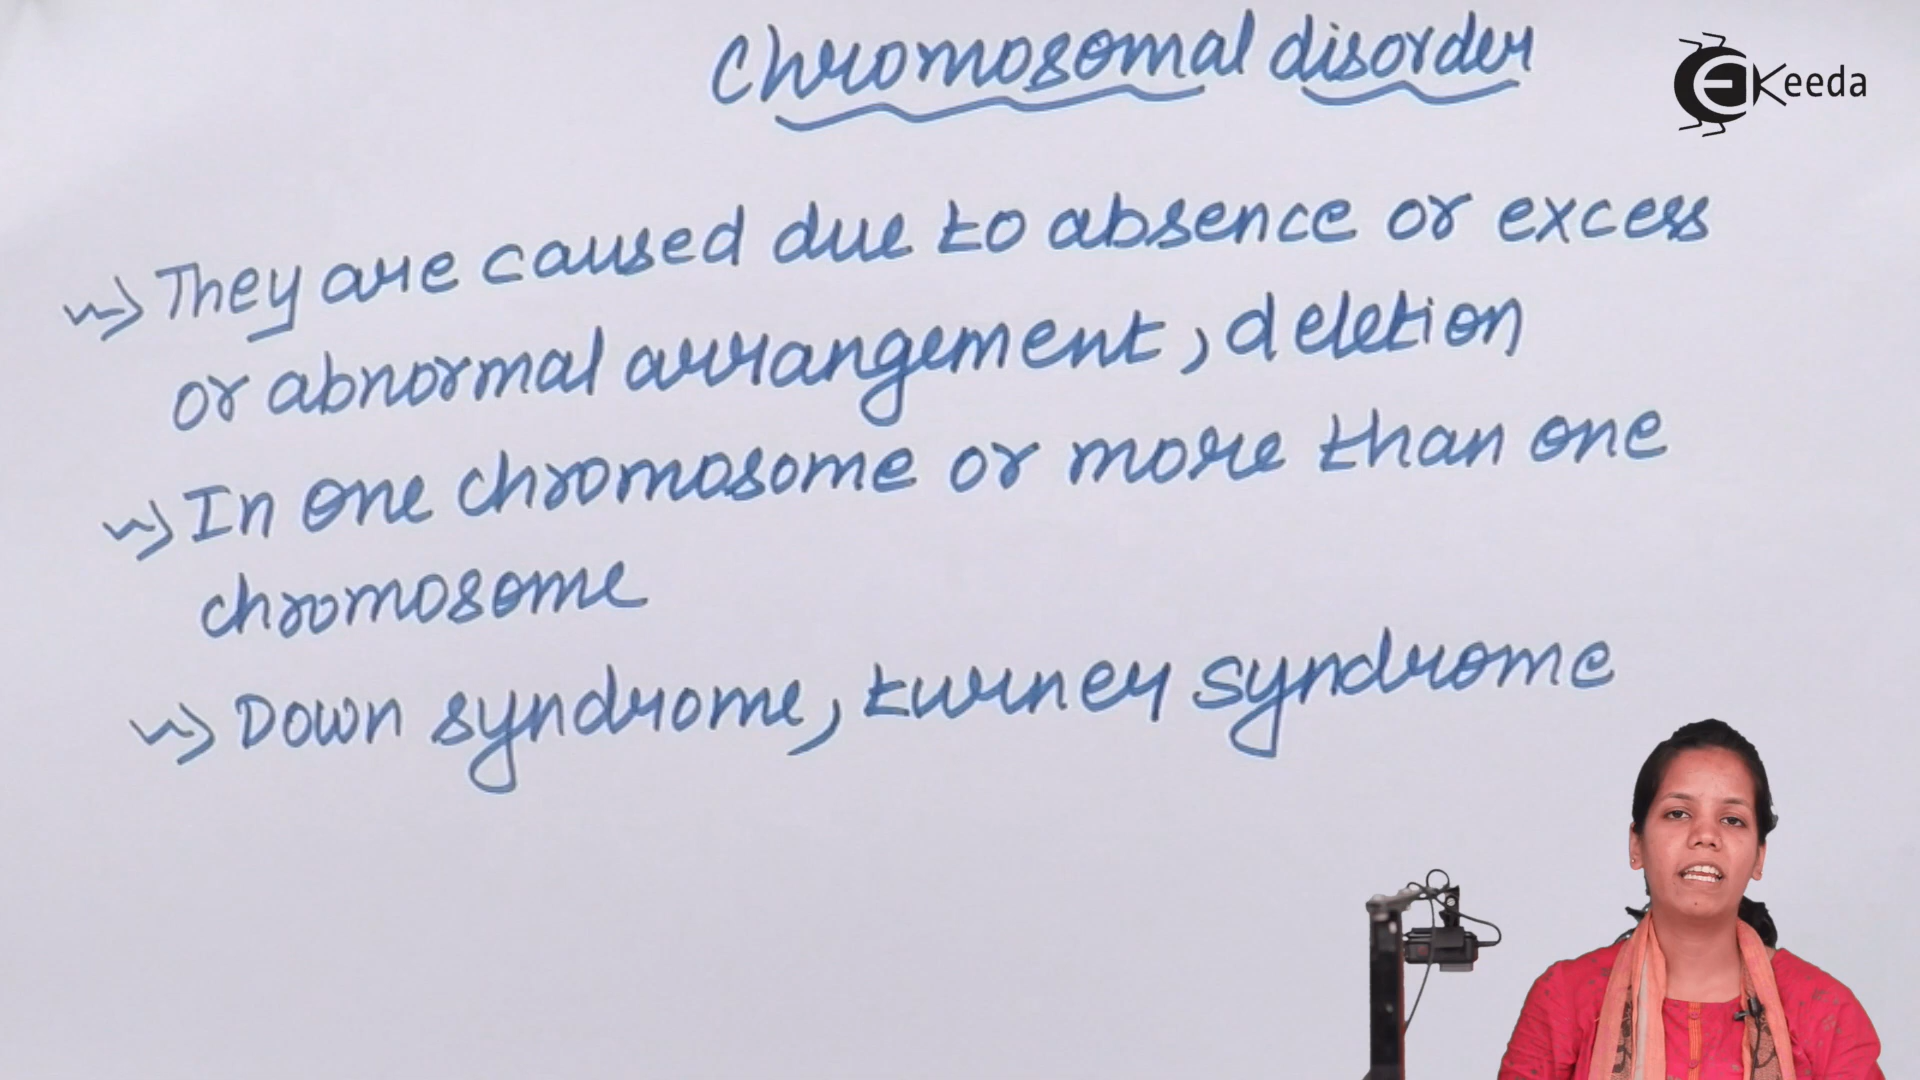 Chromosomal disorder
EKeeda
They are caused due to absence or excess
or abnormal arrangement, deletion
In one chromosome or more than one
chromosome
Down syndrome, turner syndrome